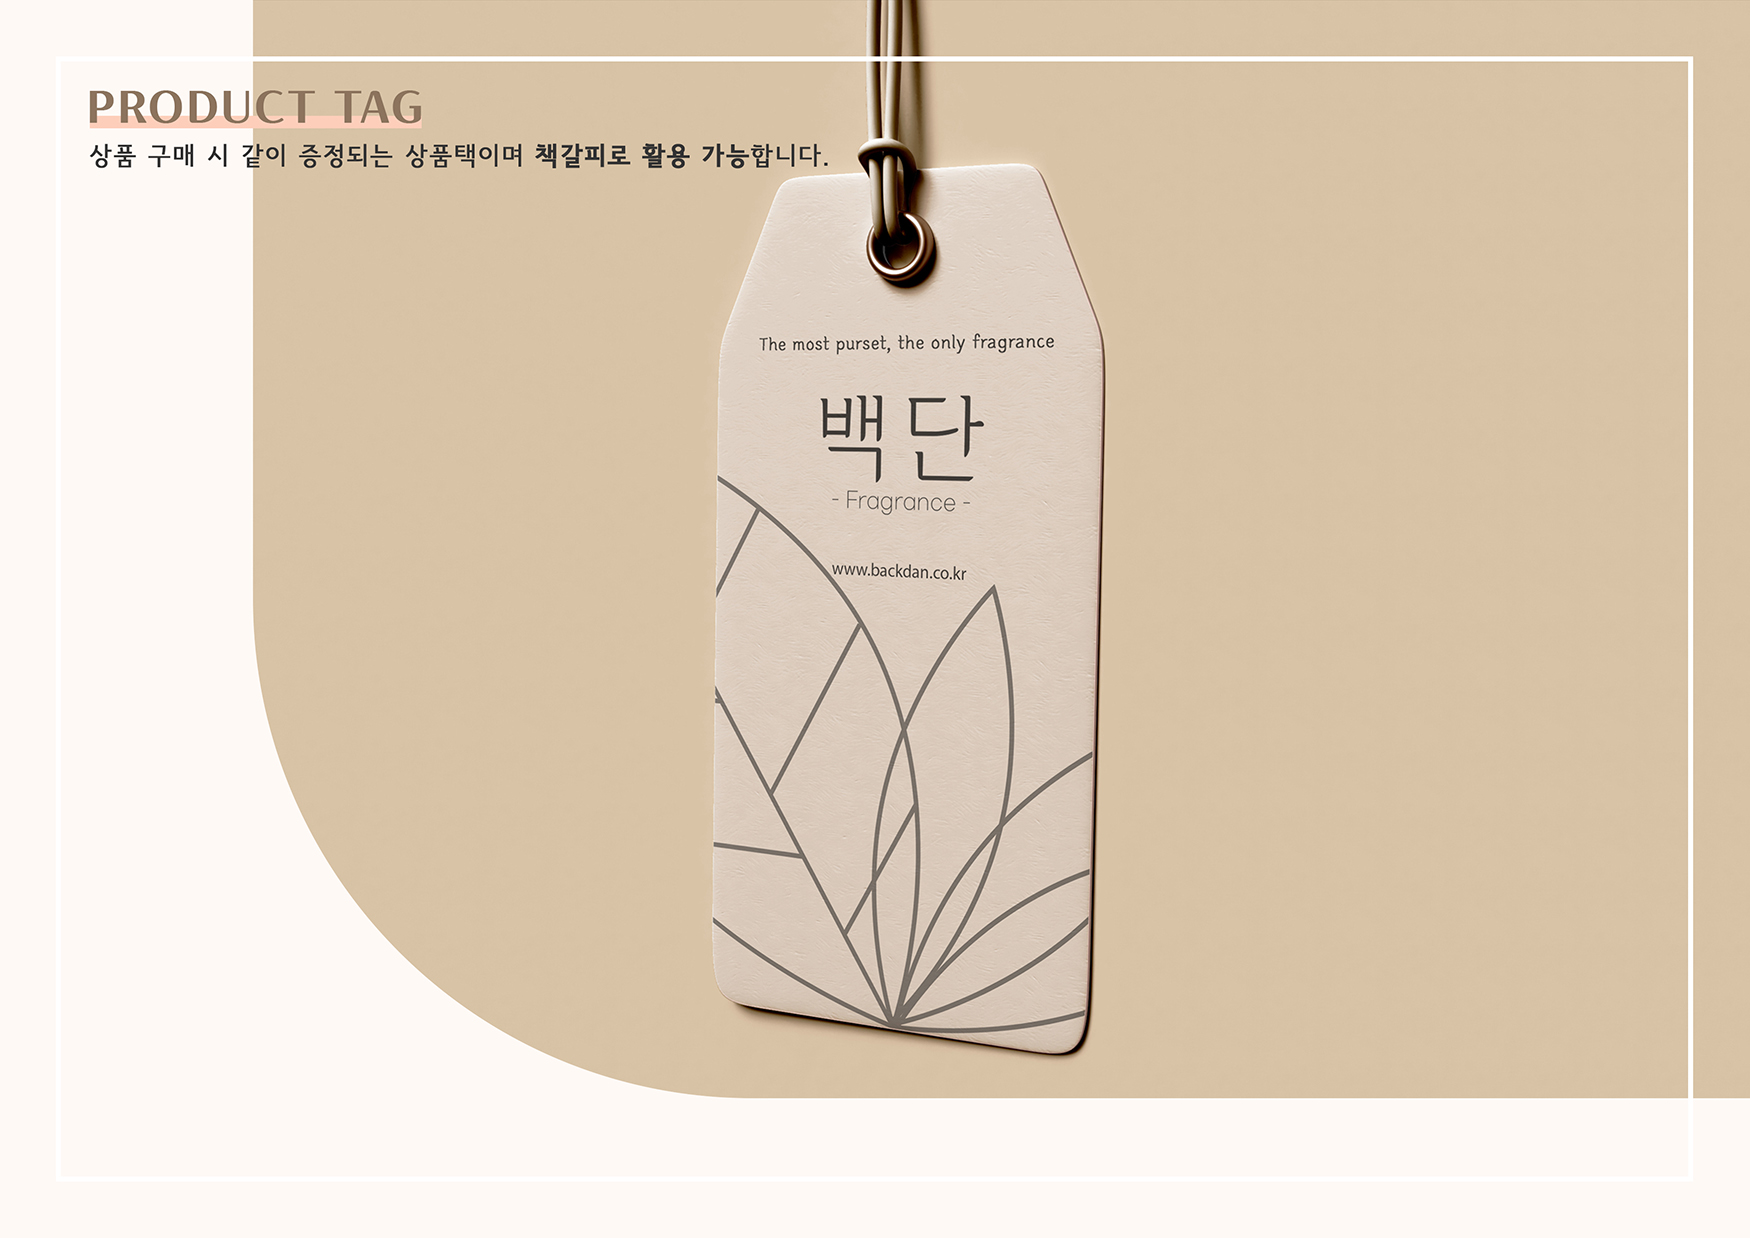 PRODUCT TAG
상품 구매 시 같이 증정되는 상품택이며 책갈피로 활용 가능합니다.
The most purset, the only fragrance
백단
- Fragrance -
www.backdan.co.kr